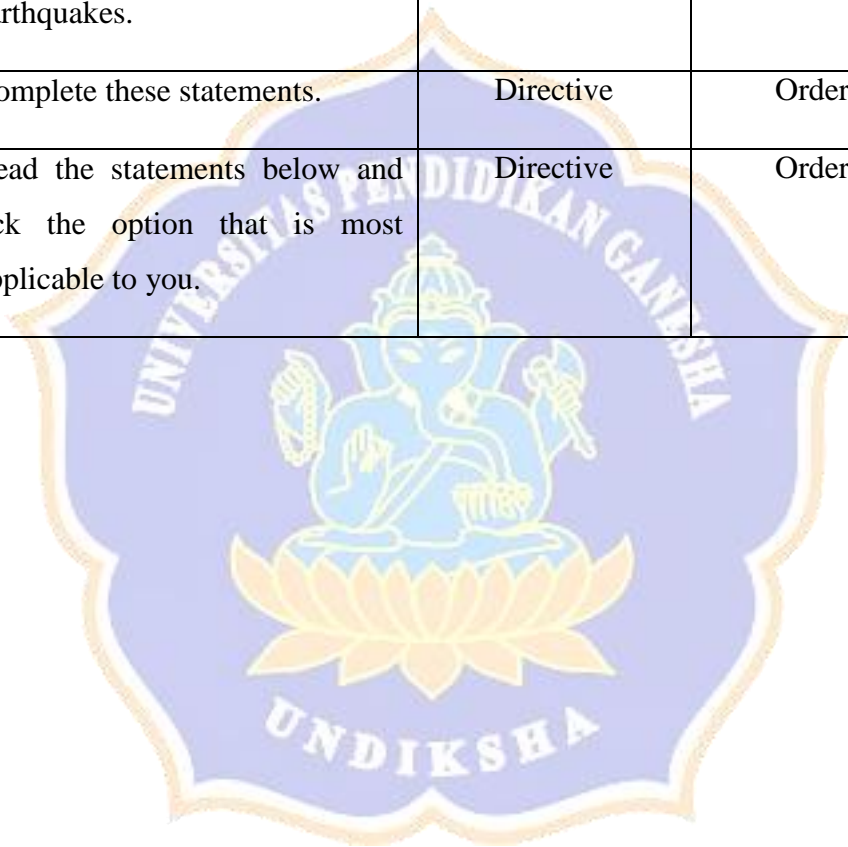 arthquakes.
omplete these statements. Directive Order
ead the statements below and Directive Order
ck the option that is most
pplicable to you.
UNIVERSITAS PENDIDIKAN GANESHA
UNDIKSHA